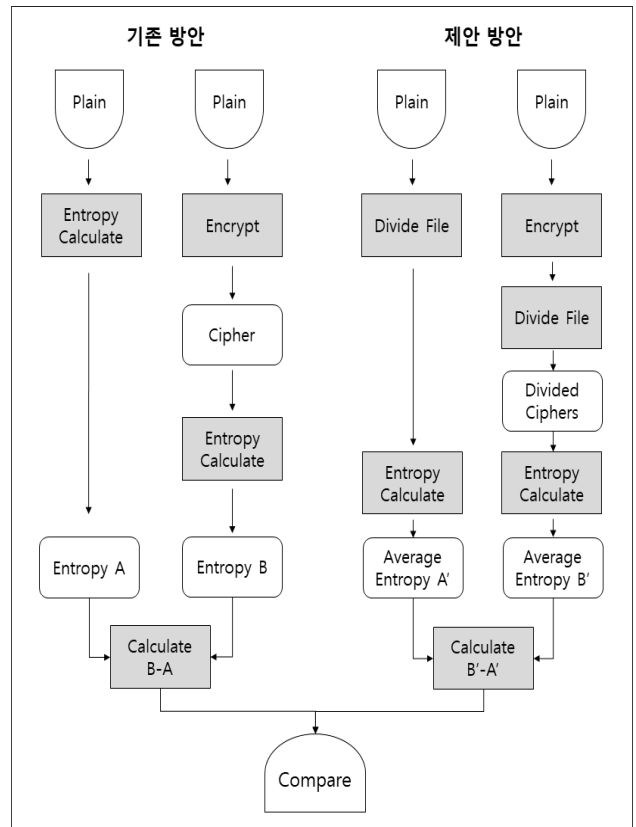 기존 방안
제안 방안
Plain
Plain
Plain
Plain
Entropy
Calculate
Encrypt
Divide File
Encrypt
Cipher
Divide File
Divided
Ciphers
Entropy
Calculate
Entropy
Calculate
Entropy
Calculate
Entropy A
Entropy B
Average
Entropy A′
Average
Entropy B′
Calculate
B-A
Calculate
B′-A′
Compare